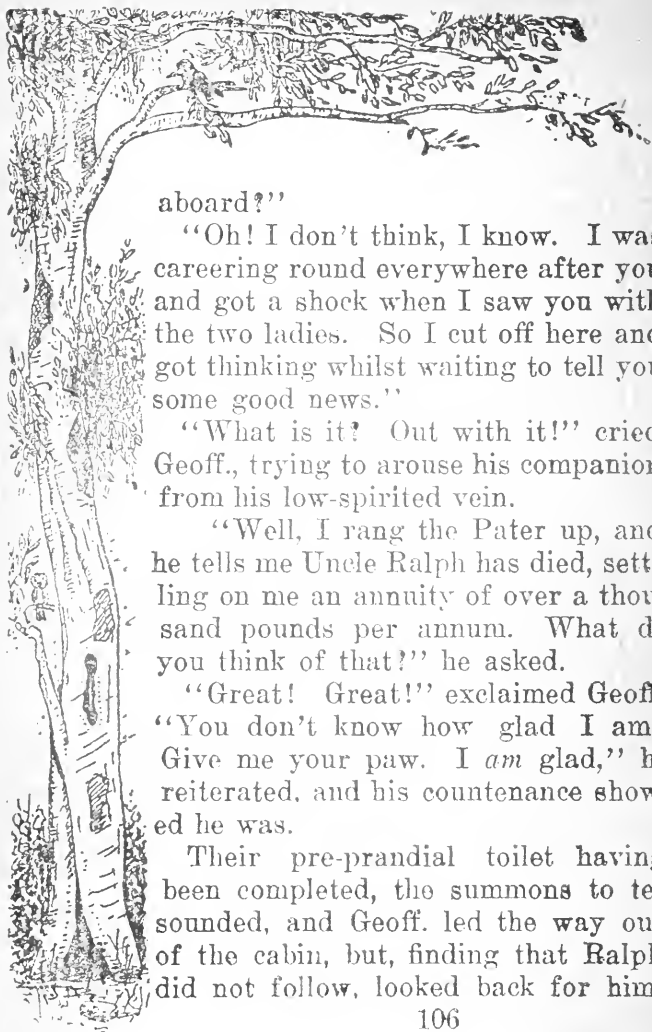 aboard?"
"Oh! I don't think, I know. I was
careering round everywhere after you
and got a shock when I saw you with
the two ladies. So I cut off here and
got thinking whilst waiting to tell you
some good news."
"What is it? Out with it!" cried
Geoff., trying to arouse his companion
from his low-spirited vein.
"Well, I rang the Pater up, and
he tells me Uncle Ralph has died, sett
ling on me an annuity of over a thou
sand pounds per annum. What d
you think of that?" he asked.
"Great! Great!" exclaimed Geoff
"You don't know how glad I am
Give me your paw. I am glad," h
reiterated, and his countenance show
ed he was.
Their pre-prandial toilet having
been completed, the summons to te
sounded, and Geoff. led the way ou
of the cabin, but, finding that Ralph
did not follow, looked back for him
106